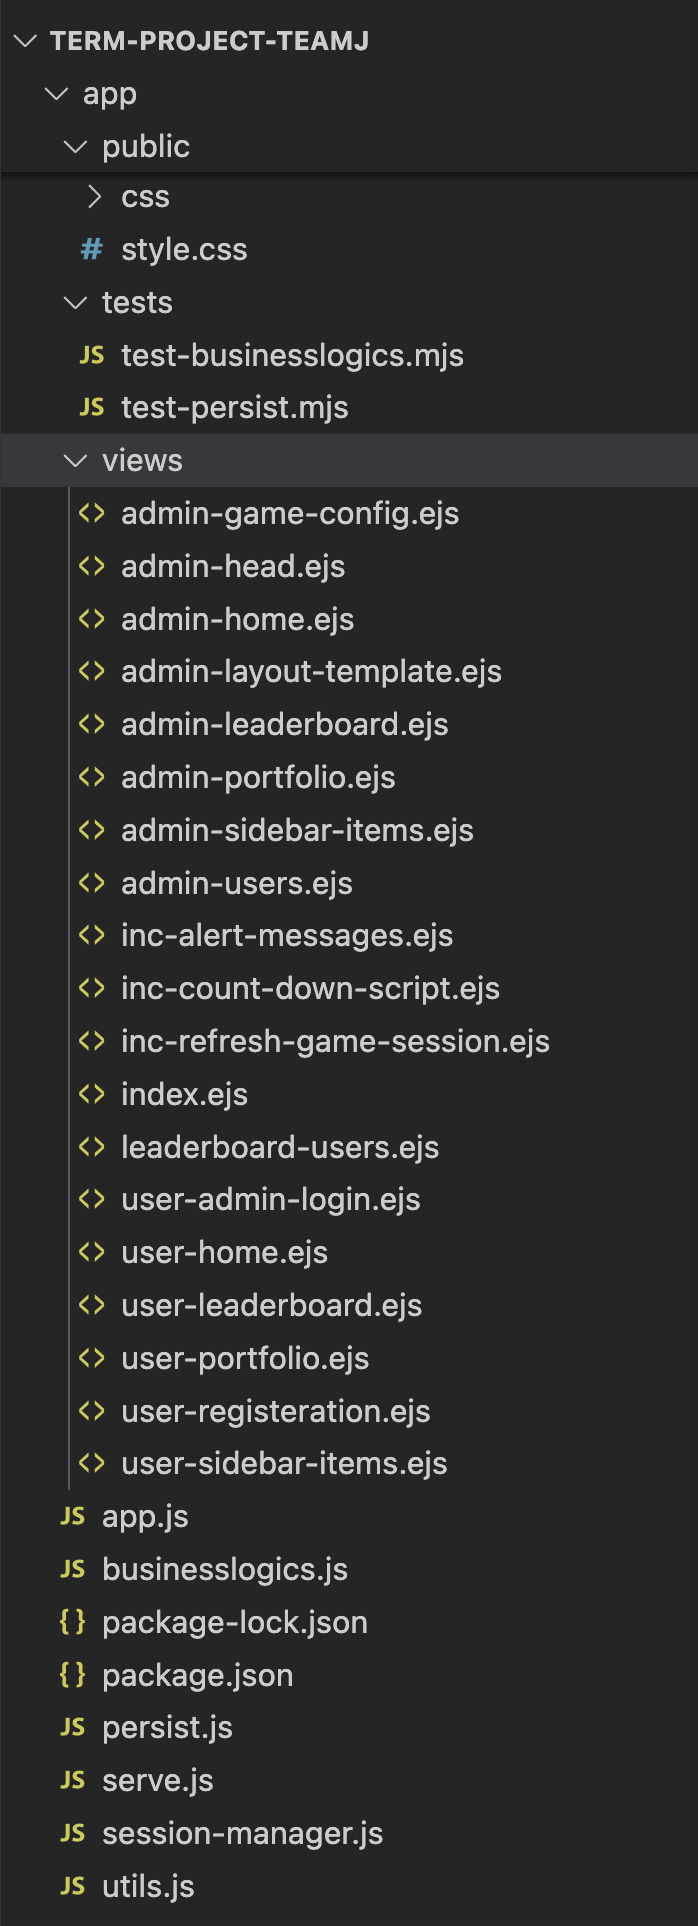 TERM-PROJECT-TEAMJ
app
public
css
# style.css
tests
JS test-businesslogics.mjs
JS test-persist.mjs
views
<> admin-game-config.ejs
<> admin-head.ejs
<> admin-home.ejs
<> admin-layout-template.ejs
<> admin-leaderboard.ejs
<> admin-portfolio.ejs
<> admin-sidebar-items.ejs
<> admin-users.ejs
<> inc-alert-messages.ejs
<> inc-count-down-script.ejs
<> inc-refresh-game-session.ejs
<> index.ejs
<> leaderboard-users.ejs
<> user-admin-login.ejs
<> user-home.ejs
<> user-leaderboard.ejs
<> user-portfolio.ejs
<> user-registeration.ejs
<> user-sidebar-items.ejs
JS app.js
JS businesslogics.js
{} package-lock.json
{} package.json
JS persist.js
JS serve.js
JS session-manager.js
JS utils.js